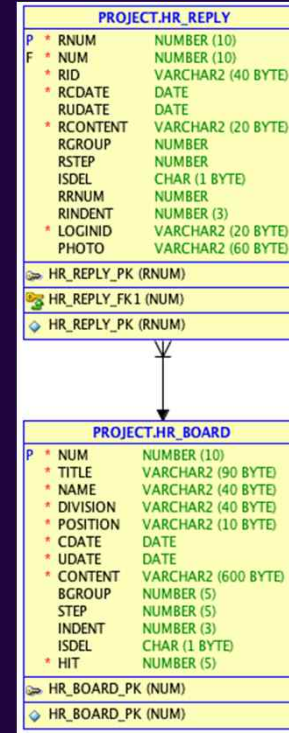 PROJECT.HR_REPLY
P * RNUM NUMBER (10)
F * NUM NUMBER (10)
* RID VARCHAR2 (40 BYTE)
* RCDATE DATE
RUDATE DATE
* RCONTENT VARCHAR2 (20 BYTE)
RGROUP NUMBER
RSTEP NUMBER
ISDEL CHAR (1 BYTE)
RRNUM NUMBER
RINDENT NUMBER (3)
* LOGINID VARCHAR2 (20 BYTE)
PHOTO VARCHAR2 (60 BYTE)
HR_REPLY_PK (RNUM)
HR_REPLY_FK1 (NUM)
HR_REPLY_PK (RNUM)
PROJECT.HR_BOARD
P * NUM NUMBER (10)
* TITLE VARCHAR2 (90 BYTE)
* NAME VARCHAR2 (40 BYTE)
* DIVISION VARCHAR2 (40 BYTE)
* POSITION VARCHAR2 (10 BYTE)
* CDATE DATE
* UDATE DATE
* CONTENT VARCHAR2 (600 BYTE)
BGROUP NUMBER (5)
STEP NUMBER (5)
INDENT NUMBER (3)
ISDEL CHAR (1 BYTE)
* HIT NUMBER (5)
HR_BOARD_PK (NUM)
HR_BOARD_PK (NUM)